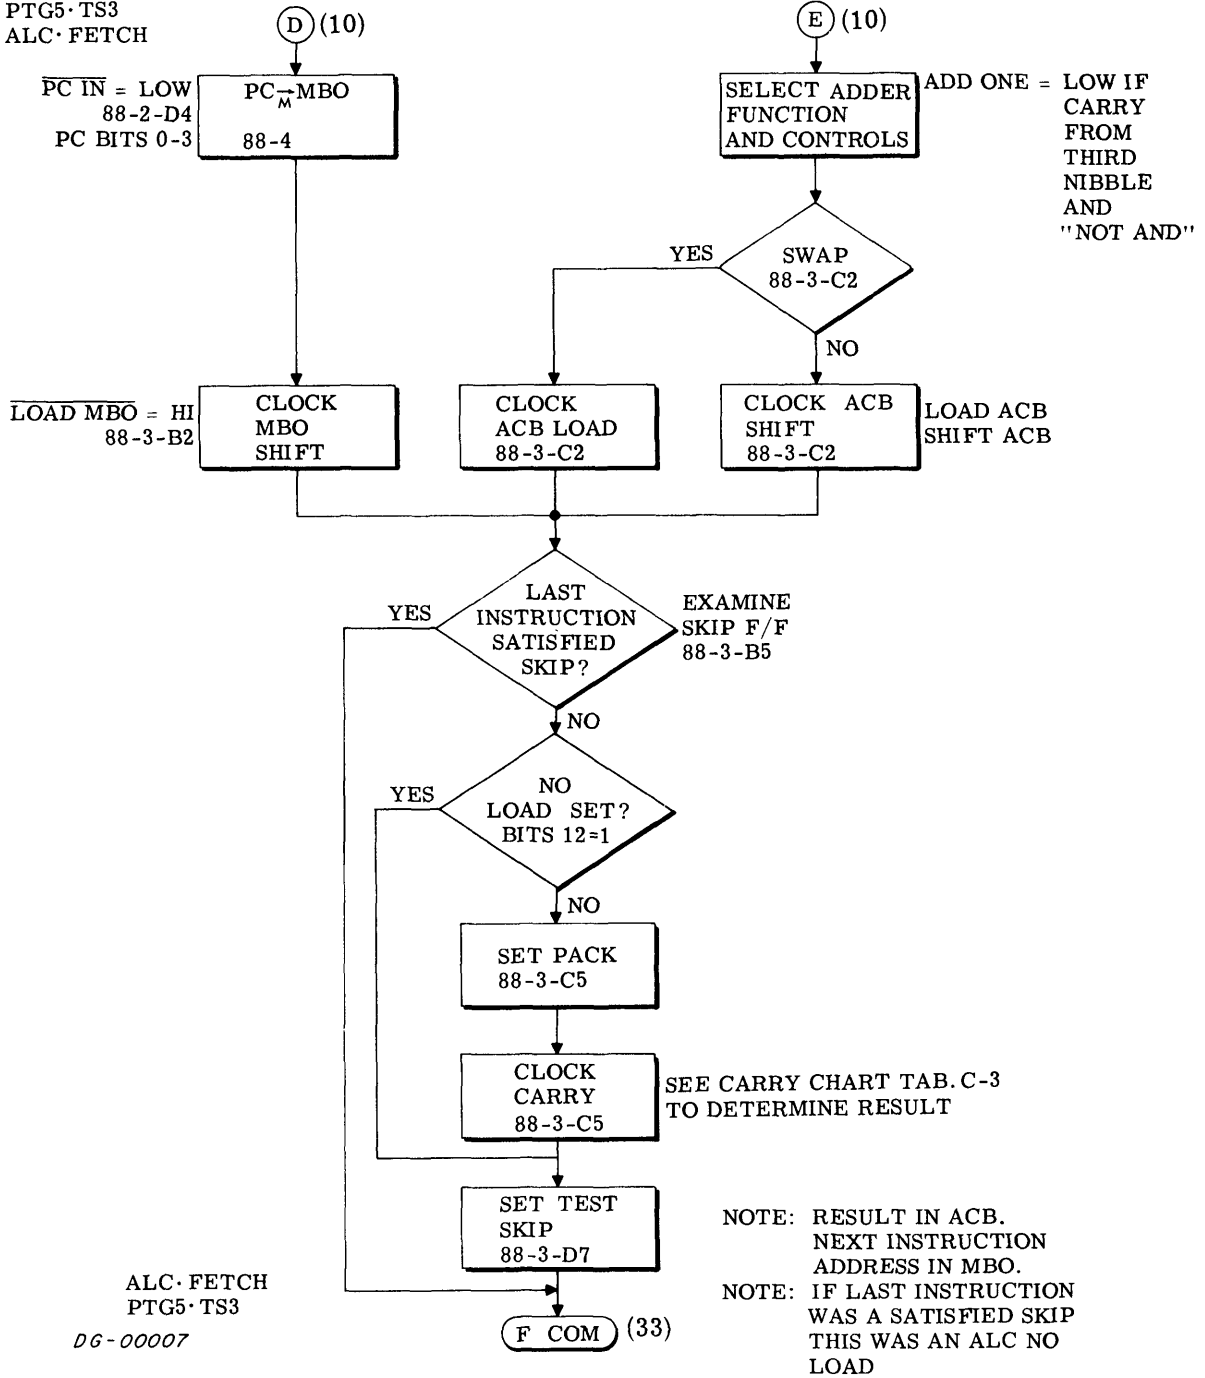 PTG5·TS3
ALC·FETCH
D (10)
E (10)
PC IN = LOW
88-2-D4
PC BITS 0-3
PC→MBO
M
88-4
SELECT ADDER
FUNCTION
AND CONTROLS
ADD ONE = LOW IF
CARRY
FROM
THIRD
NIBBLE
AND
"NOT AND"
YES
SWAP
88-3-C2
NO
LOAD MBO = HI
88-3-B2
CLOCK
MBO
SHIFT
CLOCK
ACB LOAD
88-3-C2
CLOCK ACB
SHIFT
88-3-C2
LOAD ACB
SHIFT ACB
YES
LAST
INSTRUCTION
SATISFIED
SKIP?
EXAMINE
SKIP F/F
88-3-B5
NO
YES
NO
LOAD SET?
BITS 12=1
NO
SET PACK
88-3-C5
CLOCK
CARRY
88-3-C5
SEE CARRY CHART TAB. C-3
TO DETERMINE RESULT
SET TEST
SKIP
88-3-D7
NOTE: RESULT IN ACB.
NEXT INSTRUCTION
ADDRESS IN MBO.
NOTE: IF LAST INSTRUCTION
WAS A SATISFIED SKIP
THIS WAS AN ALC NO
LOAD
ALC·FETCH
PTG5·TS3
DG-00007
F COM (33)